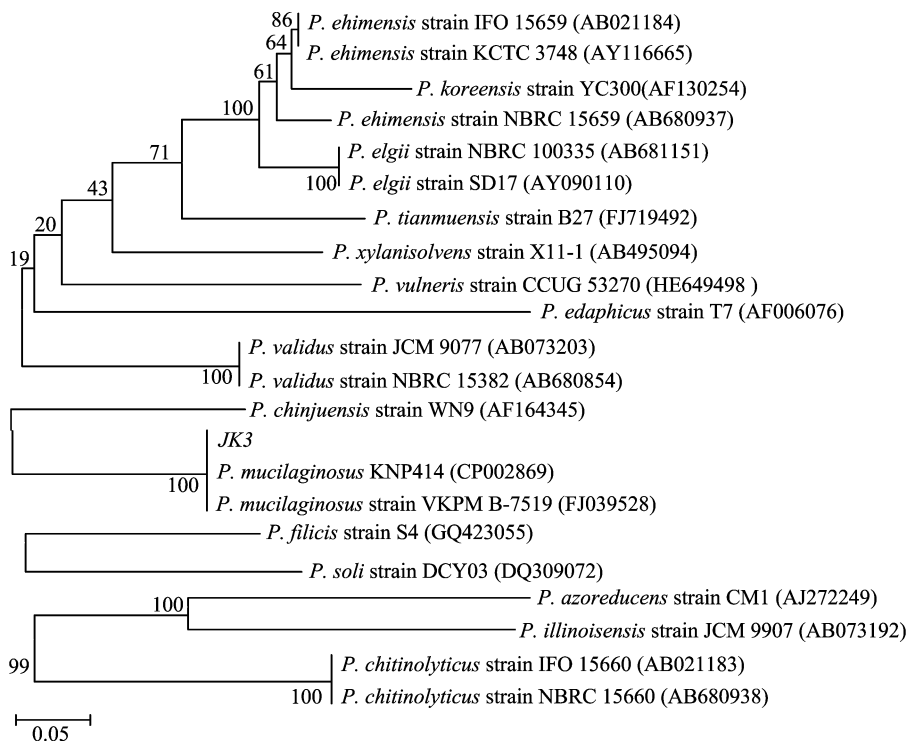 86 P. ehimensis strain IFO 15659 (AB021184)
P. ehimensis strain KCTC 3748 (AY116665)
64
61
P. koreensis strain YC300(AF130254)
100
P. ehimensis strain NBRC 15659 (AB680937)
P. elgii strain NBRC 100335 (AB681151)
71
100 P. elgii strain SD17 (AY090110)
43
P. tianmuensis strain B27 (FJ719492)
20
P. xylanisolvens strain X11-1 (AB495094)
19
P. vulneris strain CCUG 53270 (HE649498 )
P. edaphicus strain T7 (AF006076)
P. validus strain JCM 9077 (AB073203)
100 P. validus strain NBRC 15382 (AB680854)
P. chinjuensis strain WN9 (AF164345)
JK3
P. mucilaginosus KNP414 (CP002869)
100
P. mucilaginosus strain VKPM B-7519 (FJ039528)
P. filicis strain S4 (GQ423055)
P. soli strain DCY03 (DQ309072)
100 P. azoreducens strain CM1 (AJ272249)
P. illinoisensis strain JCM 9907 (AB073192)
99 P. chitinolyticus strain IFO 15660 (AB021183)
100 P. chitinolyticus strain NBRC 15660 (AB680938)
0.05